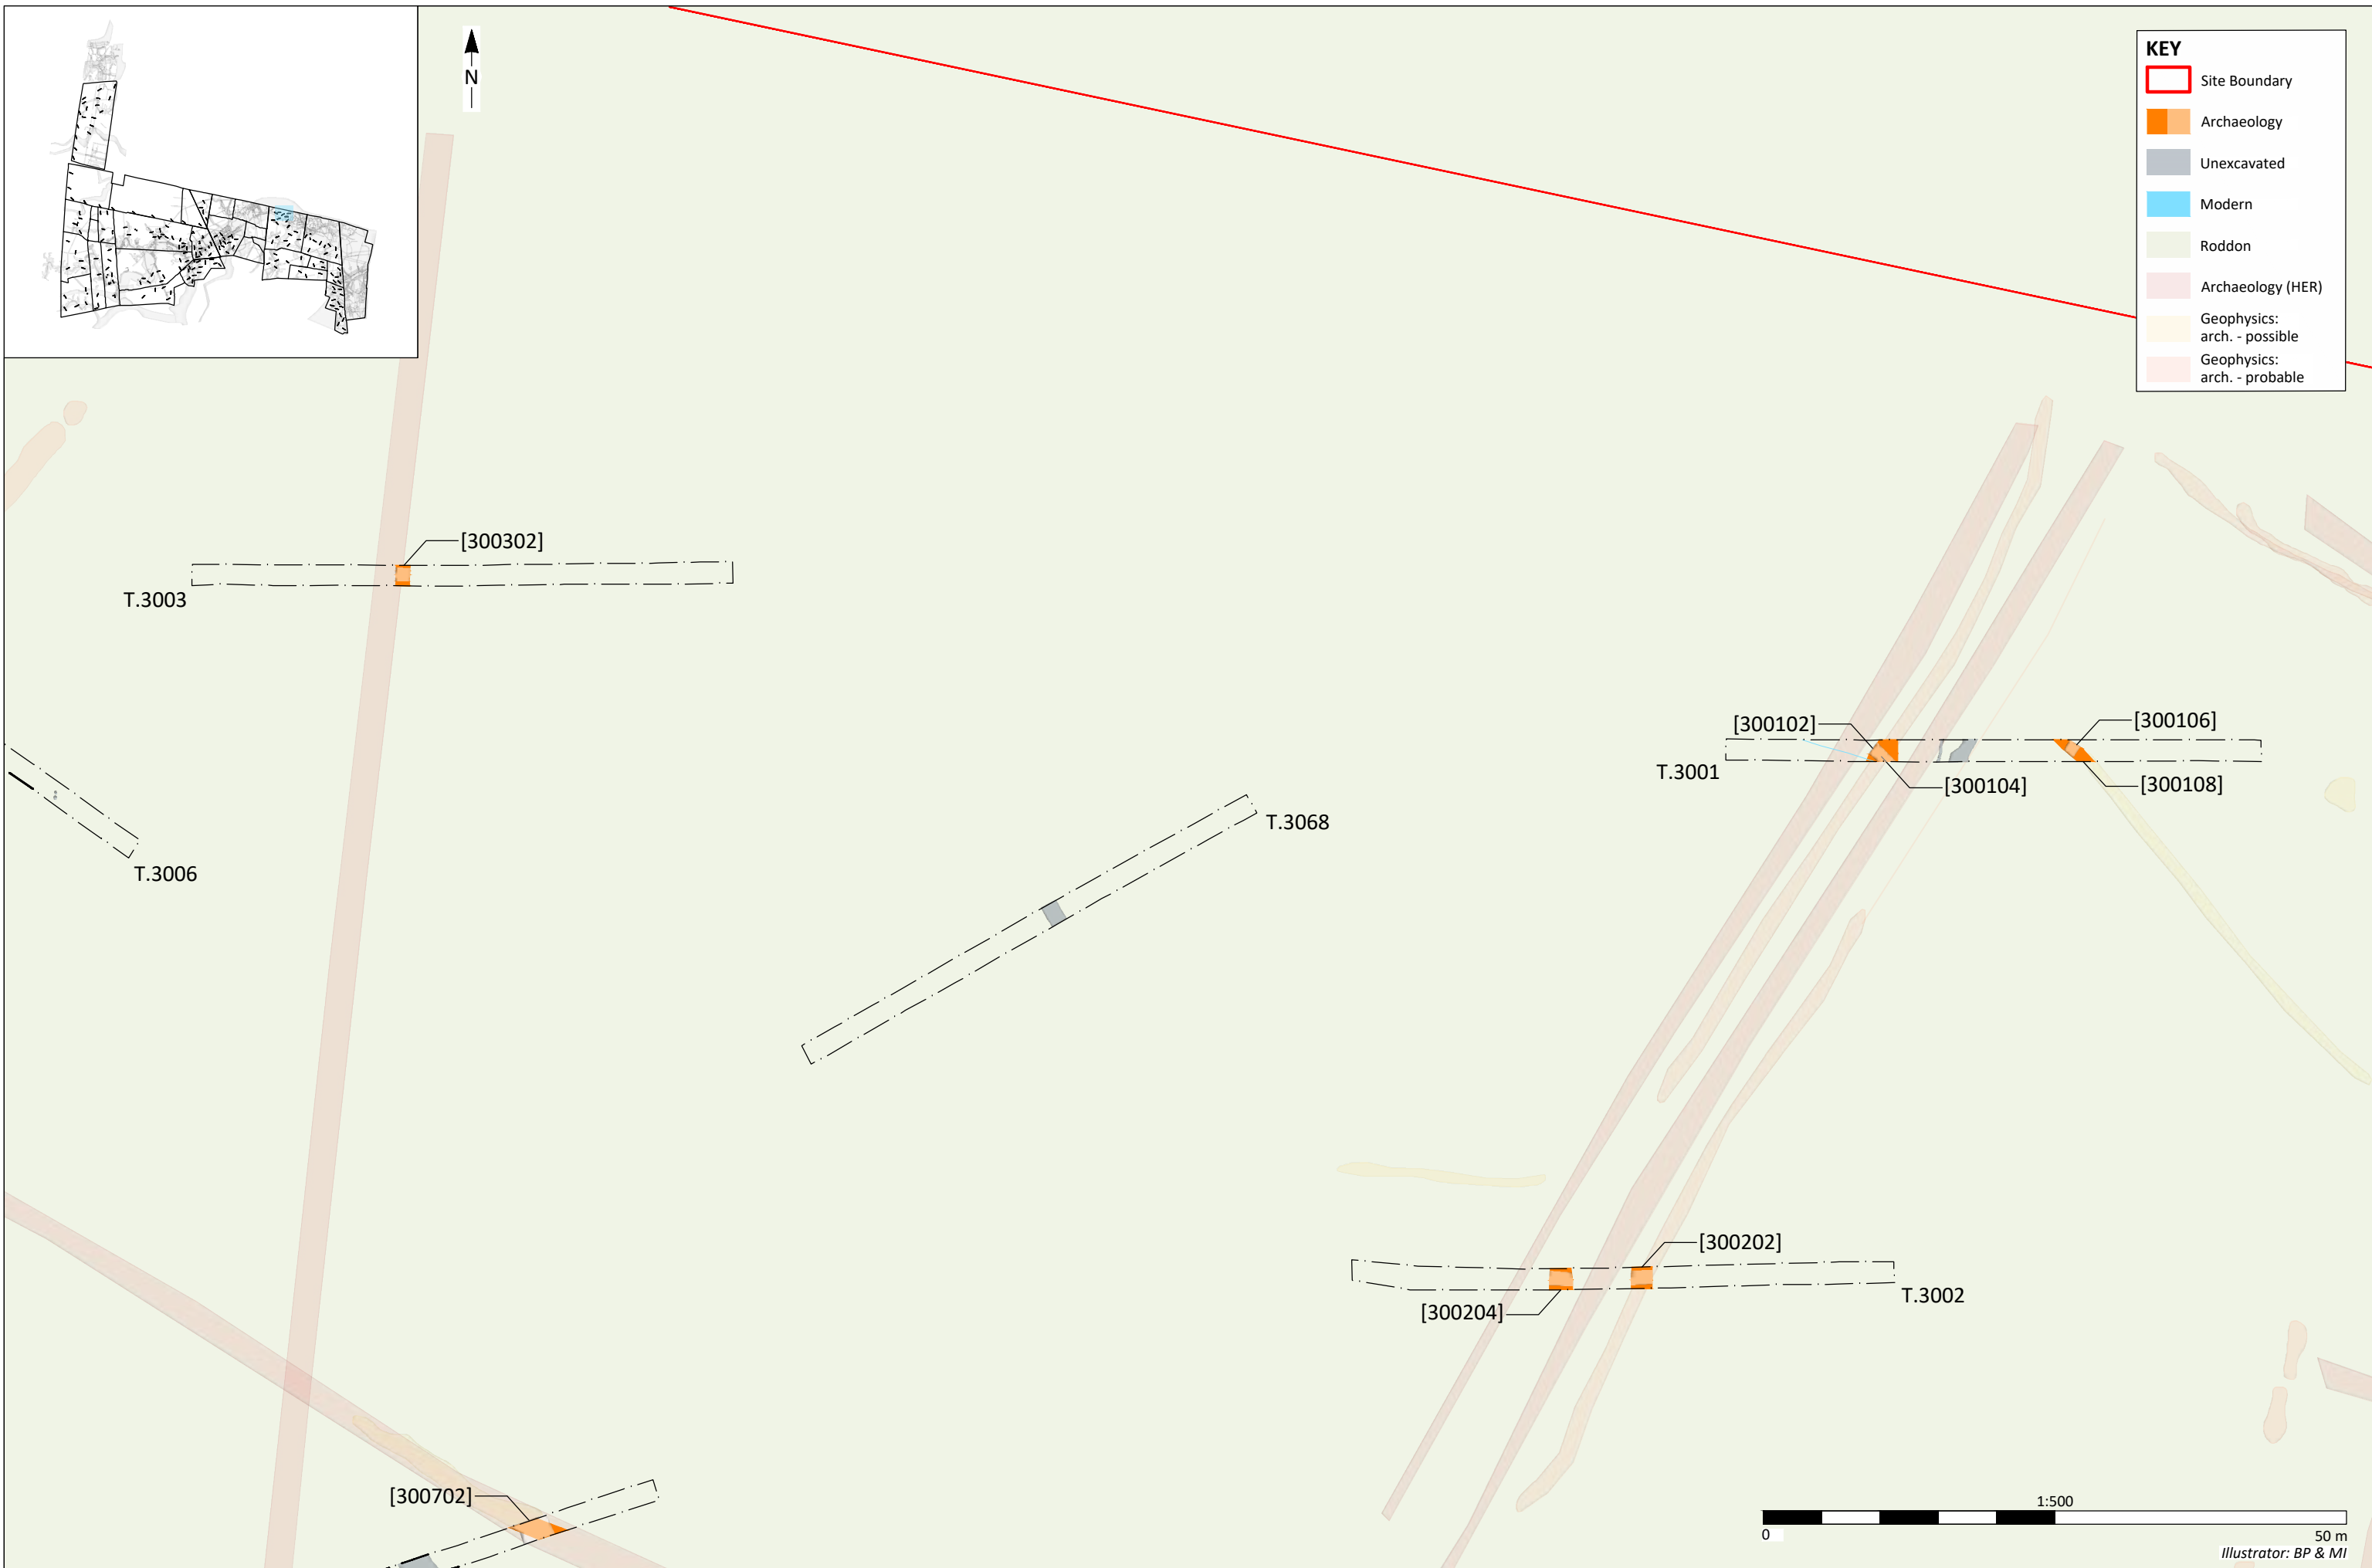 N
KEY
Site Boundary
Archaeology
Unexcavated
Modern
Roddon
Archaeology (HER)
Geophysics:
arch. - possible
Geophysics:
arch. - probable
[300302]
T.3003
[300102]
[300106]
T.3001
[300104]
[300108]
T.3068
T.3006
[300202]
T.3002
[300204]
[300702]
1:500
0
50 m
Illustrator: BP & MI